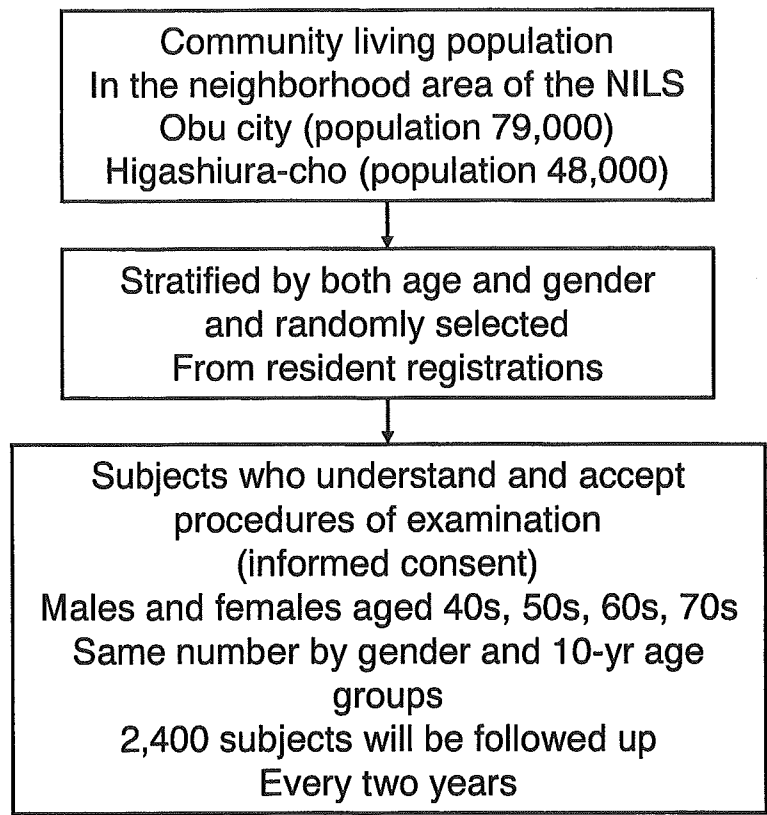 Community living population
In the neighborhood area of the NILS
Obu city (population 79,000)
Higashiura-cho (population 48,000)
Stratified by both age and gender
and randomly selected
From resident registrations
Subjects who understand and accept
procedures of examination
(informed consent)
Males and females aged 40s, 50s, 60s, 70s
Same number by gender and 10-yr age
groups
2,400 subjects will be followed up
Every two years